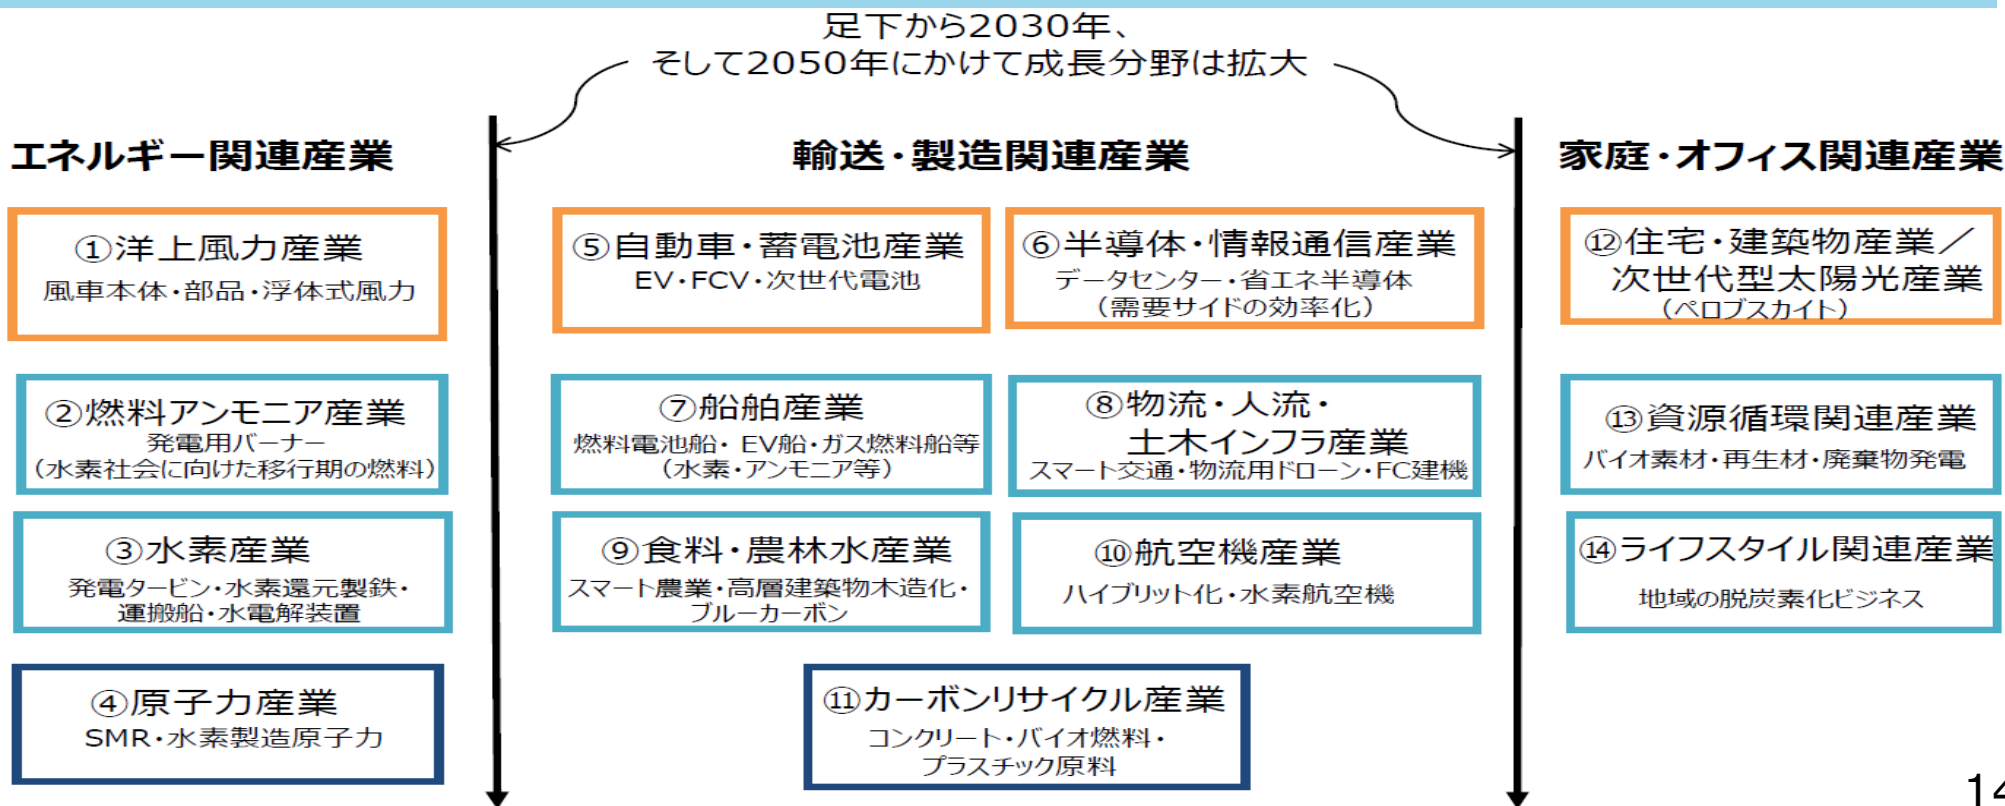 足下から2030年、
そして2050年にかけて成長分野は拡大
エネルギー関連産業
輸送・製造関連産業
家庭・オフィス関連産業
①洋上風力産業
風車本体・部品・浮体式風力
⑤自動車・蓄電池産業
EV・FCV・次世代電池
⑥半導体・情報通信産業
データセンター・省エネ半導体
(需要サイドの効率化)
⑫住宅・建築物産業／
次世代型太陽光産業
(ペロブスカイト)
②燃料アンモニア産業
発電用バーナー
(水素社会に向けた移行期の燃料)
⑦船舶産業
燃料電池船・EV船・ガス燃料船等
(水素・アンモニア等)
⑧物流・人流・
土木インフラ産業
スマート交通・物流用ドローン・FC建機
⑬資源循環関連産業
バイオ素材・再生材・廃棄物発電
③水素産業
発電タービン・水素還元製鉄・
運搬船・水電解装置
⑨食料・農林水産業
スマート農業・高層建築物木造化・
ブルーカーボン
⑩航空機産業
ハイブリット化・水素航空機
⑭ライフスタイル関連産業
地域の脱炭素化ビジネス
④原子力産業
SMR・水素製造原子力
⑪カーボンリサイクル産業
コンクリート・バイオ燃料・
プラスチック原料
14